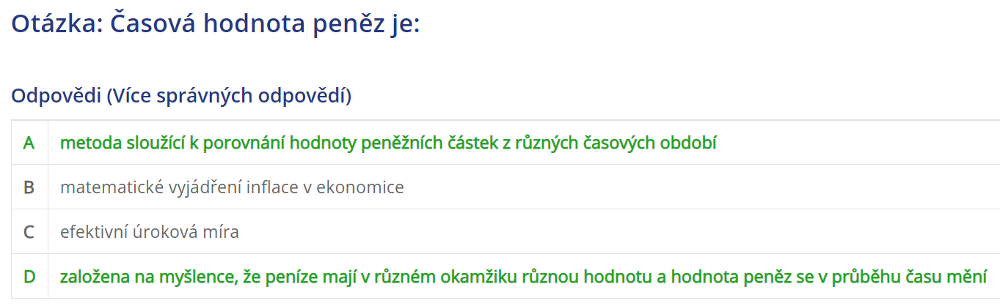 Otázka: Časová hodnota peněz je:
Odpovědi (Více správných odpovědí)
A metoda sloužící k porovnání hodnoty peněžních částek z různých časových období
B matematické vyjádření inflace v ekonomice
C efektivní úroková míra
D založena na myšlence, že peníze mají v různém okamžiku různou hodnotu a hodnota peněz se v průběhu času mění